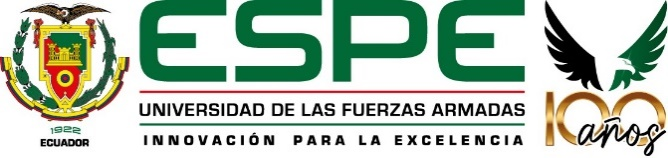 ESPE
UNIVERSIDAD DE LAS FUERZAS ARMADAS
INNOVACIÓN PARA LA EXCELENCIA
1922
ECUADOR
100
años